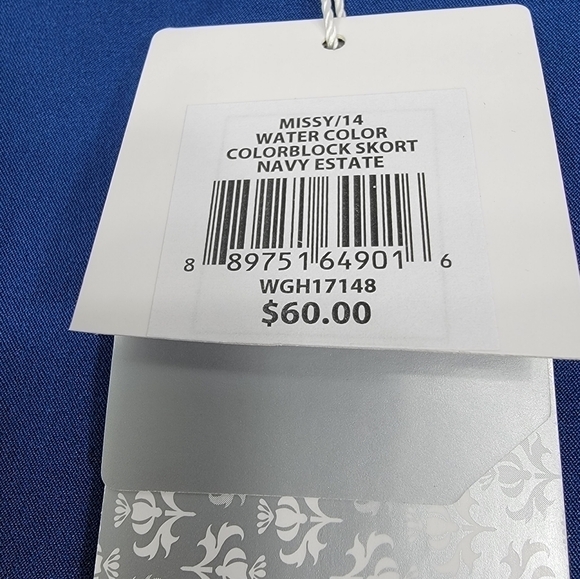 MISSY/14
WATER COLOR
COLORBLOCK SKORT
NAVY ESTATE
8 89751 64901 6
WGH17148
$60.00